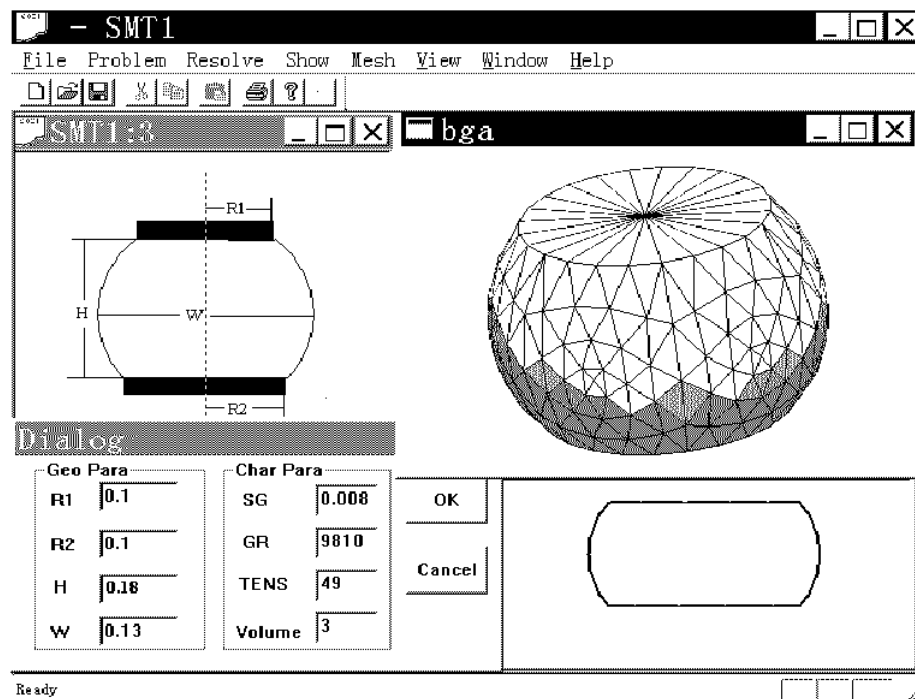 - SMT1
File Problem Resolve Show Mesh View Window Help
SMT1:3
bga
R1
H
W
R2
Dialog
Geo Para
R1 0.1
R2 0.1
H 0.18
W 0.13
Char Para
SG 0.008
GR 9810
TENS 49
Volume 3
OK
Cancel
Ready